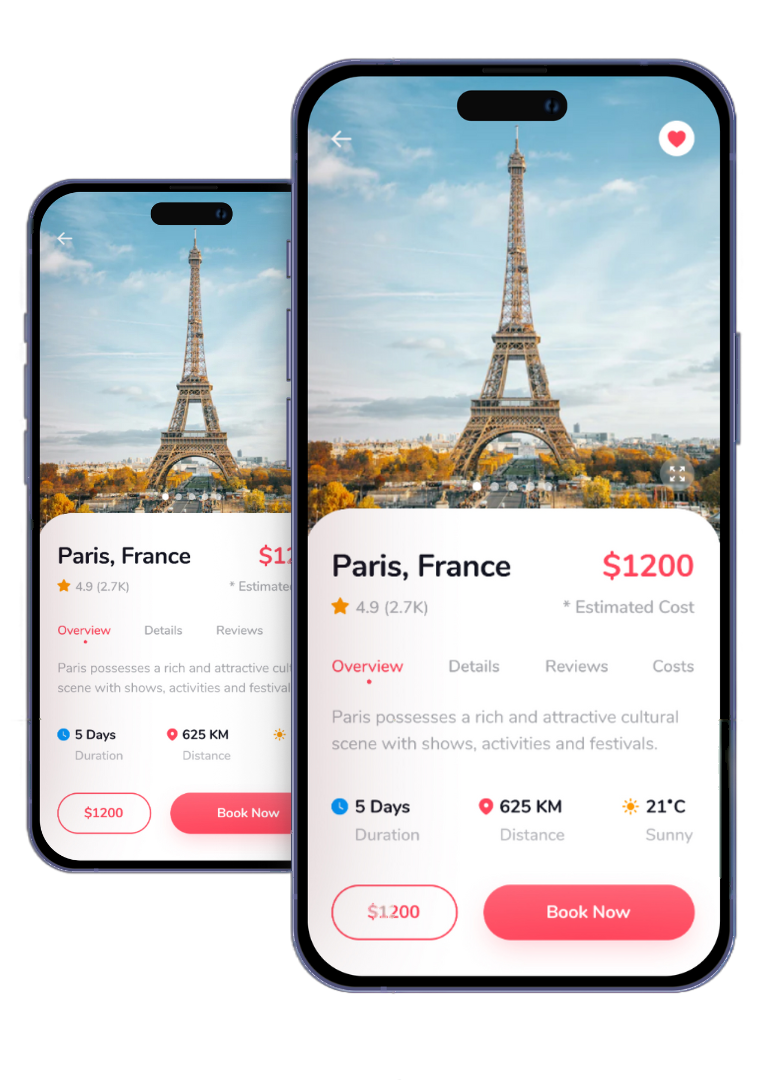 Paris, France
$12
4.9 (2.7K)
* Estimated
Overview
Details
Reviews
Paris possesses a rich and attractive cult
scene with shows, activities and festival
5 Days
625 KM
Duration
Distance
$1200
Book Now
Paris, France
$1200
4.9 (2.7K)
* Estimated Cost
Overview
Details
Reviews
Costs
Paris possesses a rich and attractive cultural
scene with shows, activities and festivals.
5 Days
625 KM
21°C
Duration
Distance
Sunny
$1200
Book Now